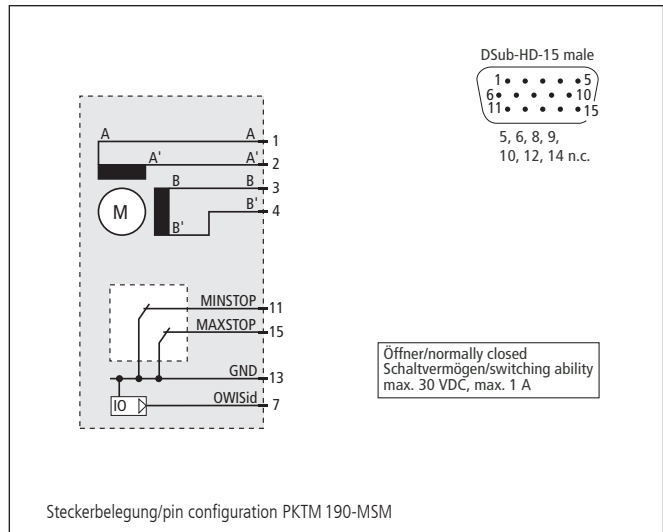 DSub-HD-15 male
1 5
6 10
11 15
5, 6, 8, 9,
10, 12, 14 n.c.
A A 1
A' A' 2
B B 3
B' 4
M
B'
MINSTOP 11
MAXSTOP 15
GND 13
IO OWISid 7
Öffner/normally closed
Schaltvermögen/switching ability
max. 30 VDC, max. 1 A
Steckerbelegung/pin configuration PKTM 190-MSM